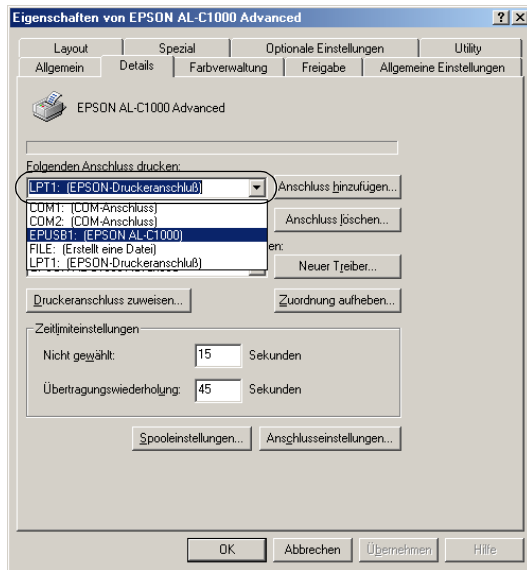 Eigenschaften von EPSON AL-C1000 Advanced
Layout Spezial Optionale Einstellungen Utility
Allgemein Details Farbverwaltung Freigabe Allgemeine Einstellungen
EPSON AL-C1000 Advanced
Folgenden Anschluss drucken:
LPT1: (EPSON-Druckeranschluß) Anschluss hinzufügen...
COM1: (COM-Anschluss)
COM2: (COM-Anschluss) Anschluss löschen...
EPUSB1: (EPSON AL-C1000)
FILE: (Erstellt eine Datei) en:
LPT1: (EPSON-Druckeranschluß) Neuer Treiber...
Druckeranschluss zuweisen... Zuordnung aufheben...
Zeitlimiteinstellungen
Nicht gewählt: 15 Sekunden
Übertragungswiederholung: 45 Sekunden
Spooleinstellungen... Anschlusseinstellungen...
OK Abbrechen Übernehmen Hilfe